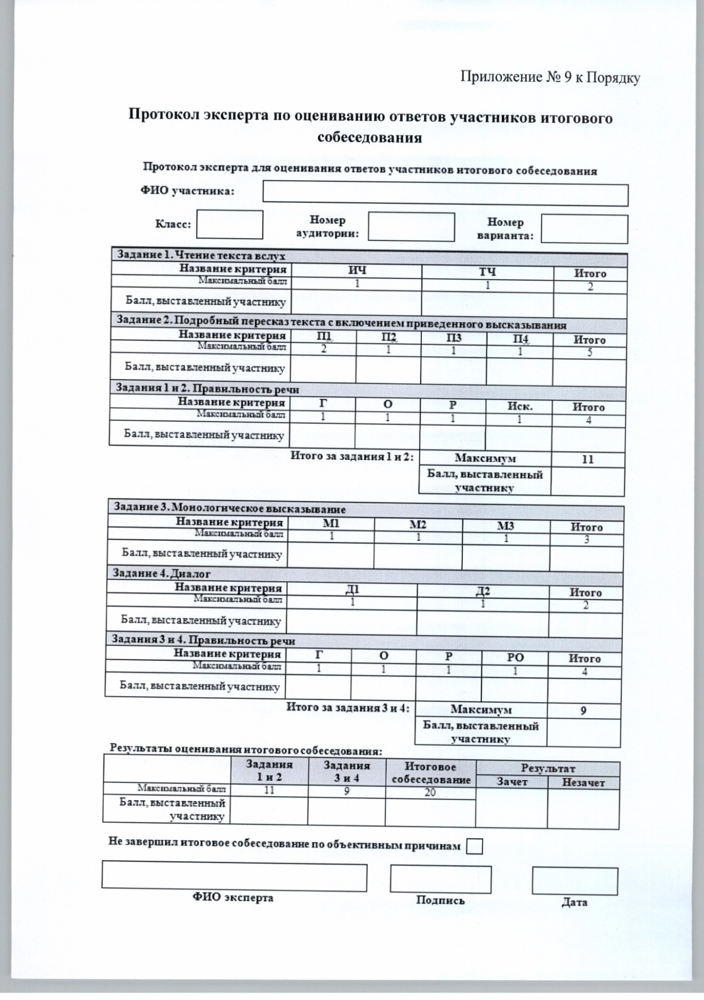 Приложение № 9 к Порядку
Протокол эксперта по оцениванию ответов участников итогового
собеседования
Протокол эксперта для оценивания ответов участников итогового собеседования
ФИО участника:
Класс:
Номер
аудитории:
Номер
варианта:
Задание 1. Чтение текста вслух
Название критерия ИЧ ТЧ Итого
Максимальный балл 1 1 2
Балл, выставленный участнику
Задание 2. Подробный пересказ текста с включением приведенного высказывания
Название критерия П1 П2 П3 П4 Итого
Максимальный балл 2 1 1 1 5
Балл, выставленный участнику
Задания 1 и 2. Правильность речи
Название критерия Г О Р Иск. Итого
Максимальный балл 1 1 1 1 4
Балл, выставленный участнику
Итого за задания 1 и 2: Максимум 11
Балл, выставленный
участнику
Задание 3. Монологическое высказывание
Название критерия М1 М2 М3 Итого
Максимальный балл 1 1 1 3
Балл, выставленный участнику
Задание 4. Диалог
Название критерия Д1 Д2 Итого
Максимальный балл 1 1 2
Балл, выставленный участнику
Задания 3 и 4. Правильность речи
Название критерия Г О Р РО Итого
Максимальный балл 1 1 1 1 4
Балл, выставленный участнику
Итого за задания 3 и 4: Максимум 9
Балл, выставленный
участнику
Результаты оценивания итогового собеседования:
Задания
1 и 2
Задания
3 и 4
Итоговое
собеседование
Результат
Зачет Незачет
Максимальный балл 11 9 20
Балл, выставленный
участнику
Не завершил итоговое собеседование по объективным причинам
ФИО эксперта Подпись Дата